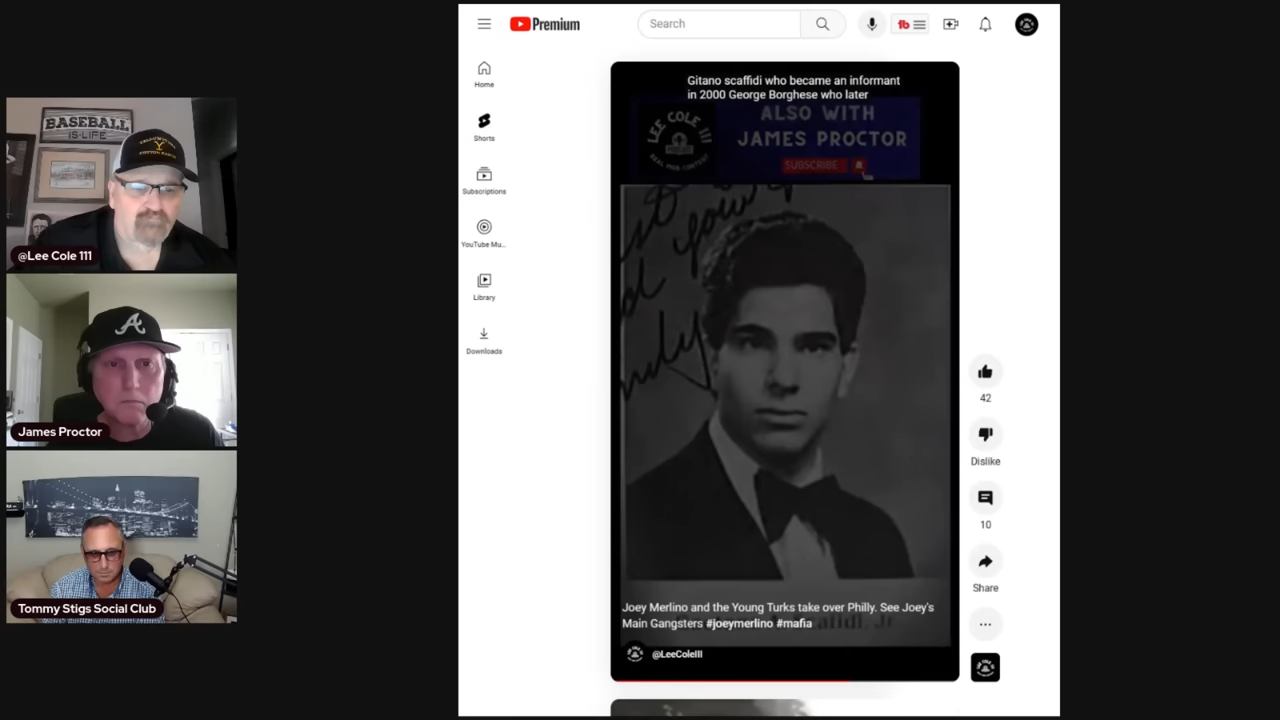 BASEBALL
IS LIFE
@Lee Cole 111
James Proctor
Tommy Stigs Social Club
Premium
Search
Home
Shorts
Subscriptions
YouTube Mu...
Library
Downloads
Gitano scaffidi who became an informant
in 2000 George Borghese who later
LEE COLE III
ALSO WITH
JAMES PROCTOR
SUBSCRIBE
Joey Merlino and the Young Turks take over Philly. See Joey's
Main Gangsters #joeymerlino #mafia
@LeeColeIII
42
Dislike
10
Share